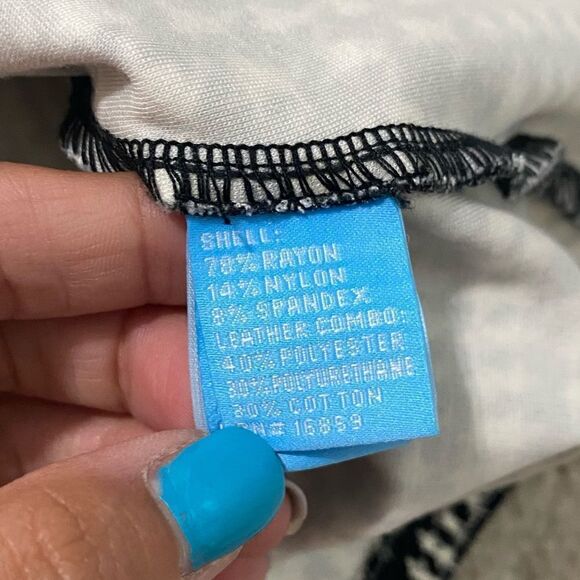 SHELL:
78% RAYON
14% NYLON
8% SPANDEX
LEATHER COMBO:
40% POLYESTER
30% POLYURETHANE
30% COTTON
RN# 16859